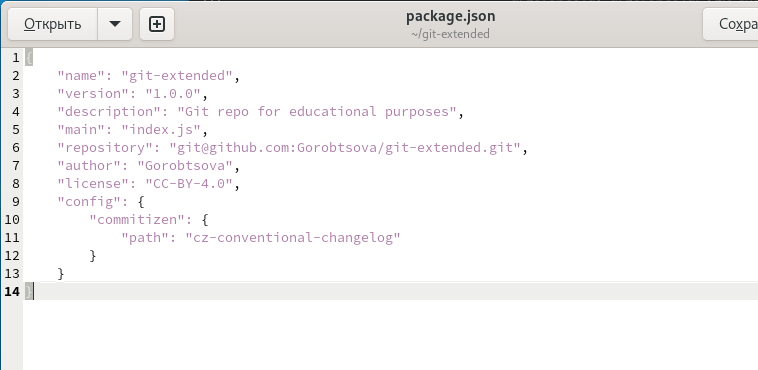 Открыть
package.json
~/git-extended
Сохра
1 {
2 "name": "git-extended",
3 "version": "1.0.0",
4 "description": "Git repo for educational purposes",
5 "main": "index.js",
6 "repository": "git@github.com:Gorobtsova/git-extended.git",
7 "author": "Gorobtsova",
8 "license": "CC-BY-4.0",
9 "config": {
10 "commitizen": {
11 "path": "cz-conventional-changelog"
12 }
13 }
14 }